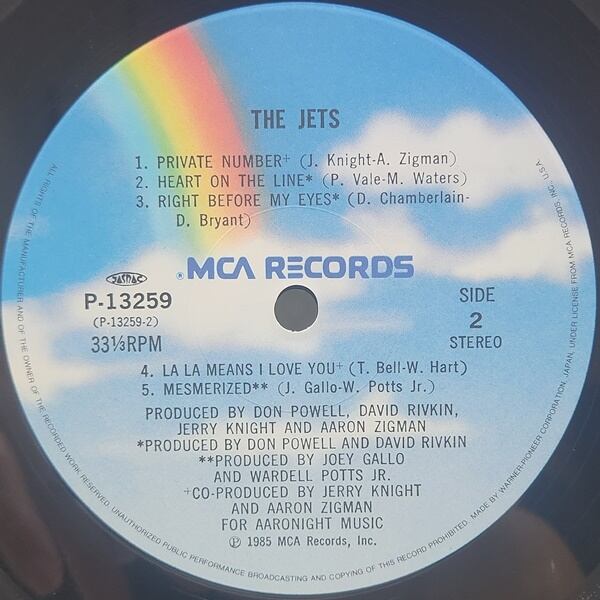 THE JETS
1. PRIVATE NUMBER+ (J. Knight-A. Zigman)
2. HEART ON THE LINE* (P. Vale-M. Waters)
3. RIGHT BEFORE MY EYES* (D. Chamberlain-
D. Bryant)
®MCA RECORDS
JASRAC
P-13259
(P-13259-2)
33⅓RPM
SIDE
2
STEREO
4. LA LA MEANS I LOVE YOU+ (T. Bell-W. Hart)
5. MESMERIZED** (J. Gallo-W. Potts Jr.)
PRODUCED BY DON POWELL, DAVID RIVKIN,
JERRY KNIGHT AND AARON ZIGMAN
*PRODUCED BY DON POWELL AND DAVID RIVKIN
**PRODUCED BY JOEY GALLO
AND WARDELL POTTS JR.
+CO-PRODUCED BY JERRY KNIGHT
AND AARON ZIGMAN
FOR AARONIGHT MUSIC
℗ 1985 MCA Records, Inc.
ALL RIGHTS OF THE MANUFACTURER AND OF THE OWNER OF THE RECORDED WORK RESERVED. UNAUTHORIZED PUBLIC PERFORMANCE BROADCASTING AND COPYING OF THIS RECORD PROHIBITED. MADE BY WARNER-PIONEER CORPORATION, JAPAN, UNDER LICENSE FROM MCA RECORDS, INC. U.S.A.